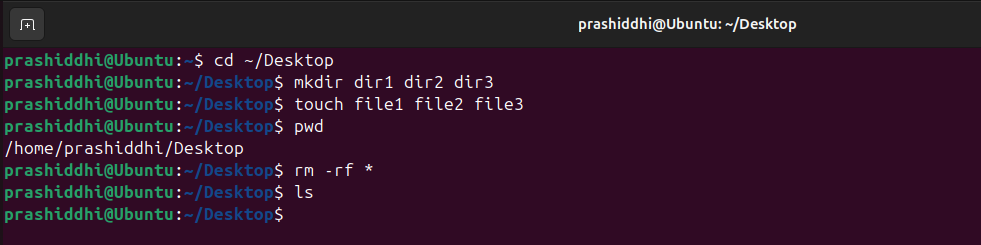 prashiddhi@Ubuntu: ~/Desktop
prashiddhi@Ubuntu:~$ cd ~/Desktop
prashiddhi@Ubuntu:~/Desktop$ mkdir dir1 dir2 dir3
prashiddhi@Ubuntu:~/Desktop$ touch file1 file2 file3
prashiddhi@Ubuntu:~/Desktop$ pwd
/home/prashiddhi/Desktop
prashiddhi@Ubuntu:~/Desktop$ rm -rf *
prashiddhi@Ubuntu:~/Desktop$ ls
prashiddhi@Ubuntu:~/Desktop$